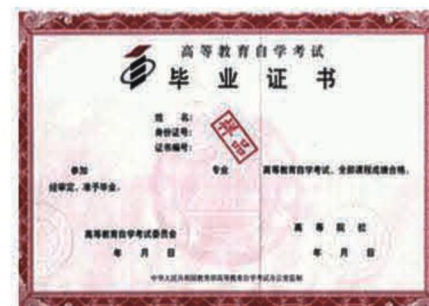 高等教育自学考试
毕业证书
姓 名:
身份证号:
证书编号:
样品
参加 专业 高等教育自学考试,全部课程成绩合格,
经审定,准予毕业。
高等教育自学考试委员会 高 等 院 校
年 月 日 年 月 日
中华人民共和国教育部高等教育自学考试办公室监制